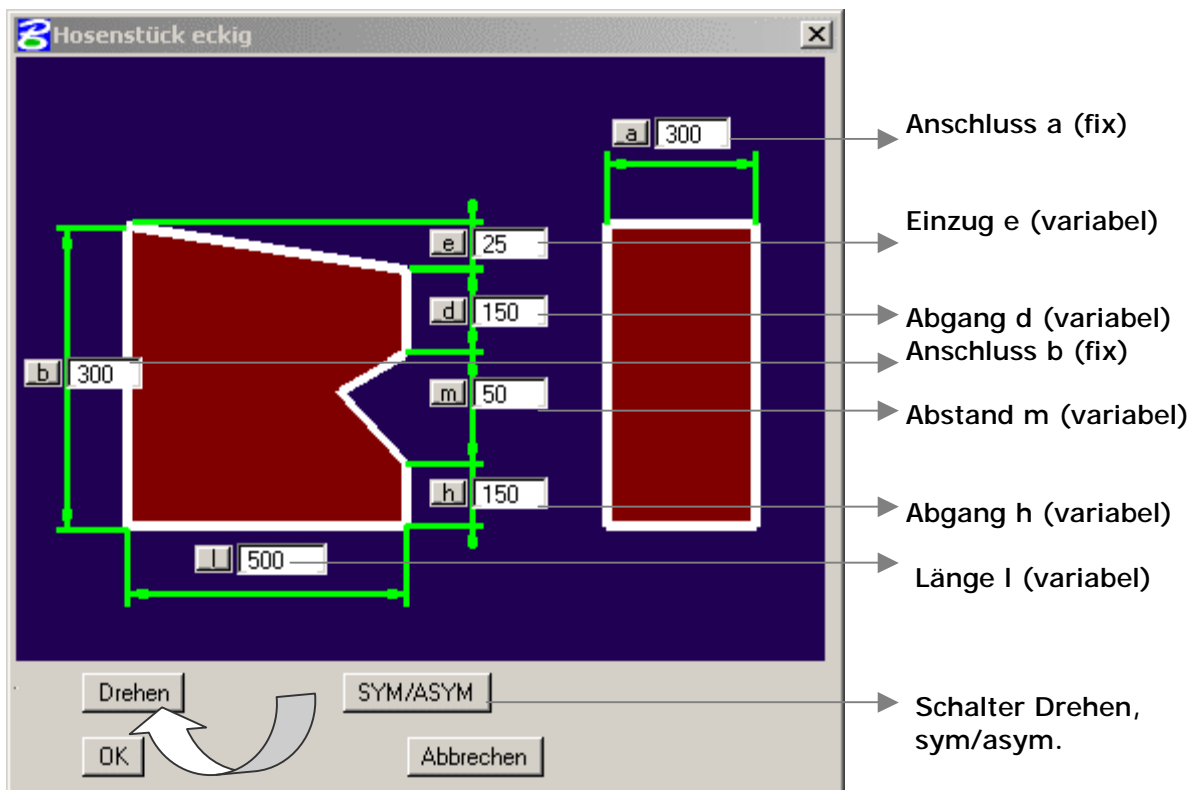 Hosenstück eckig
a 300
Anschluss a (fix)
Einzug e (variabel)
e 25
d 150
Abgang d (variabel)
Anschluss b (fix)
b 300
m 50
Abstand m (variabel)
h 150
Abgang h (variabel)
l 500
Länge l (variabel)
Drehen
SYM/ASYM
Schalter Drehen,
sym/asym.
OK
Abbrechen